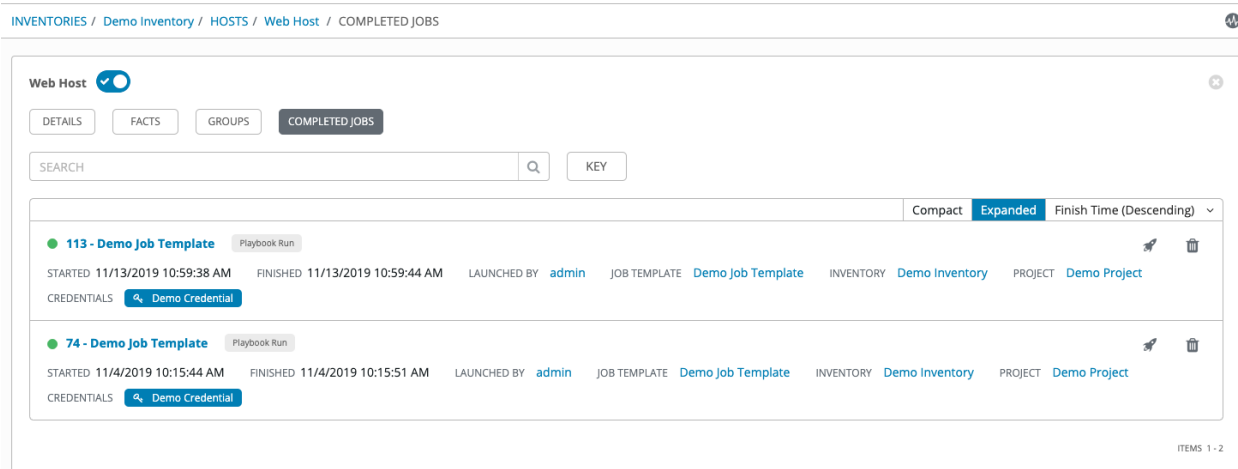 INVENTORIES / Demo Inventory / HOSTS / Web Host / COMPLETED JOBS
Web Host
DETAILS FACTS GROUPS COMPLETED JOBS
SEARCH KEY
Compact Expanded Finish Time (Descending)
113 - Demo Job Template Playbook Run
STARTED 11/13/2019 10:59:38 AM FINISHED 11/13/2019 10:59:44 AM LAUNCHED BY admin JOB TEMPLATE Demo Job Template INVENTORY Demo Inventory PROJECT Demo Project
CREDENTIALS Demo Credential
74 - Demo Job Template Playbook Run
STARTED 11/4/2019 10:15:44 AM FINISHED 11/4/2019 10:15:51 AM LAUNCHED BY admin JOB TEMPLATE Demo Job Template INVENTORY Demo Inventory PROJECT Demo Project
CREDENTIALS Demo Credential
ITEMS 1 - 2